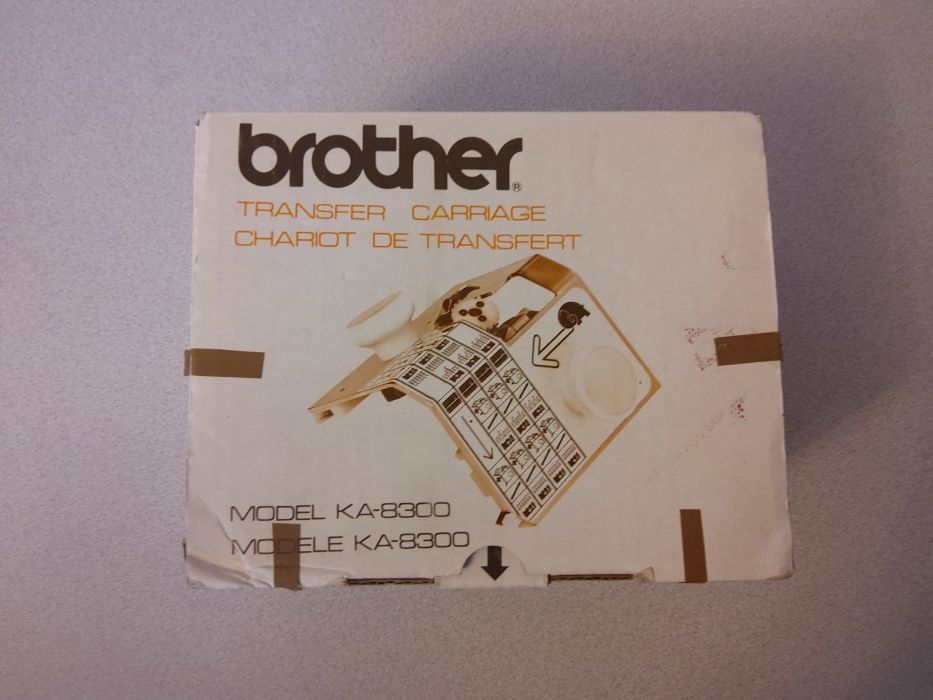 brother®
TRANSFER CARRIAGE
CHARIOT DE TRANSFERT
MODEL KA-8300
MODELE KA-8300